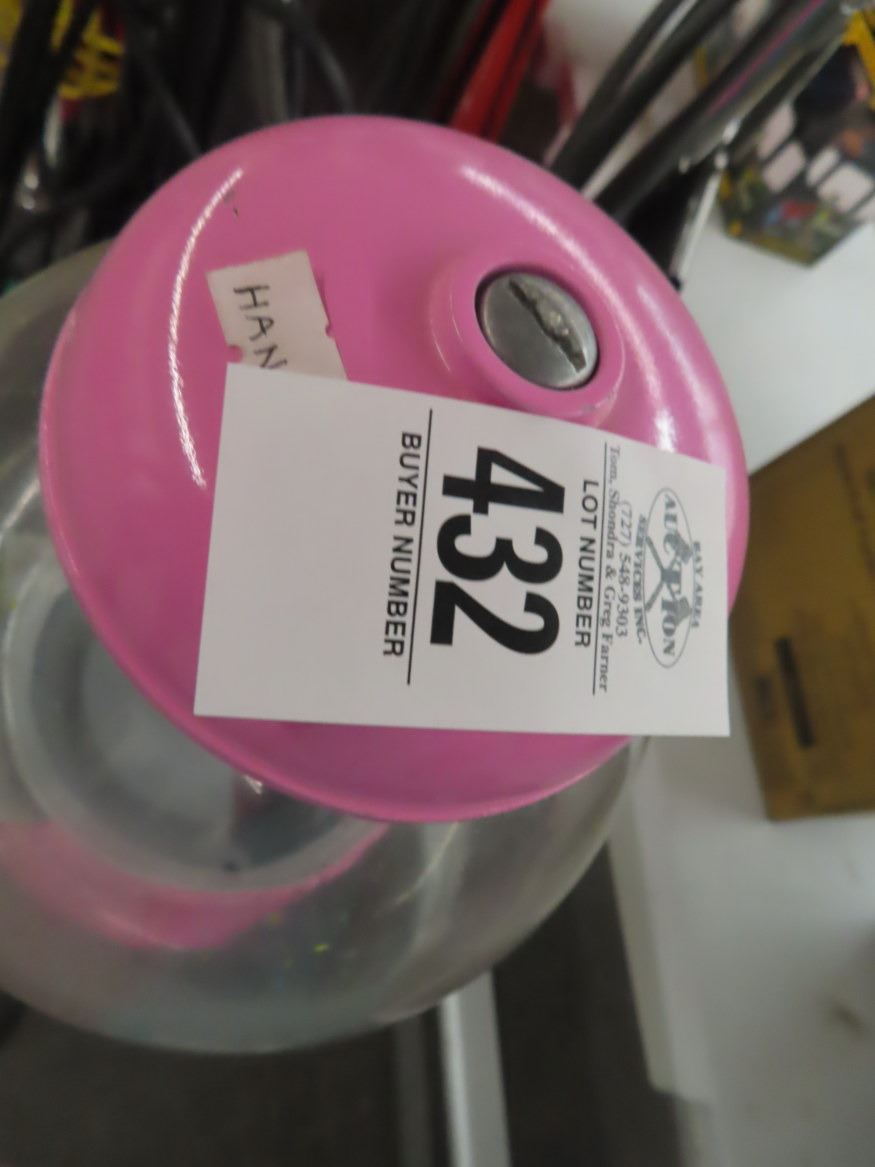 HAN
BAY AREA
AUCTION
SERVICES INC.
(727) 548-9303
Tom, Shondra & Greg Farner
LOT NUMBER
432
BUYER NUMBER